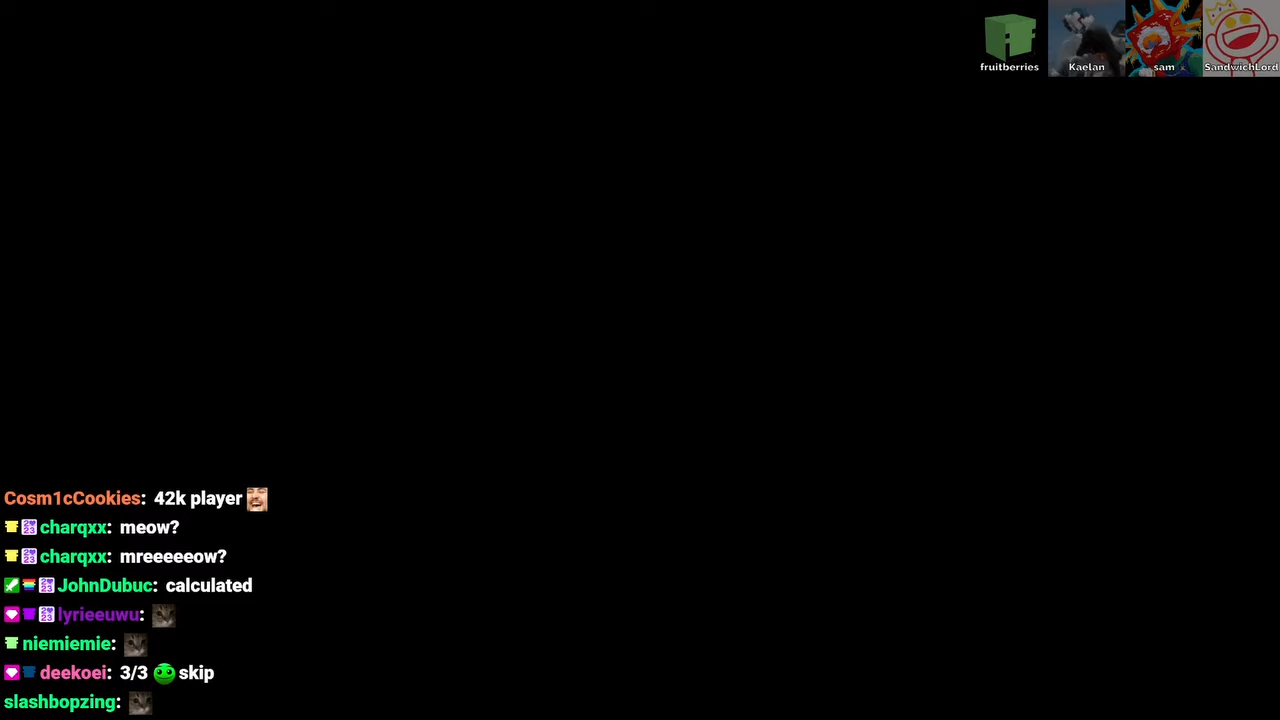 fruitberries Kaelan sam SandwichLord
Cosm1cCookies: 42k player
charqxx: meow?
charqxx: mreeeeeow?
JohnDubuc: calculated
lyrieeuwu:
niemiemie:
deekoei: 3/3 skip
slashbopzing: